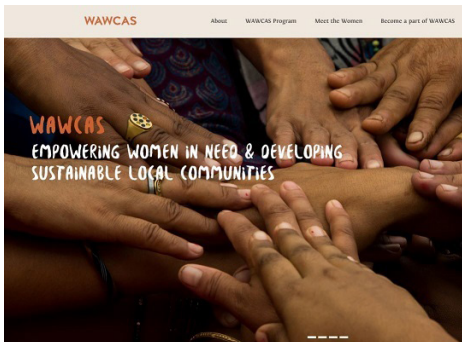 WAWCAS
About WAWCAS Program Meet the Women Become a part of WAWCAS
WAWCAS
EMPOWERING WOMEN IN NEED & DEVELOPING
SUSTAINABLE LOCAL COMMUNITIES